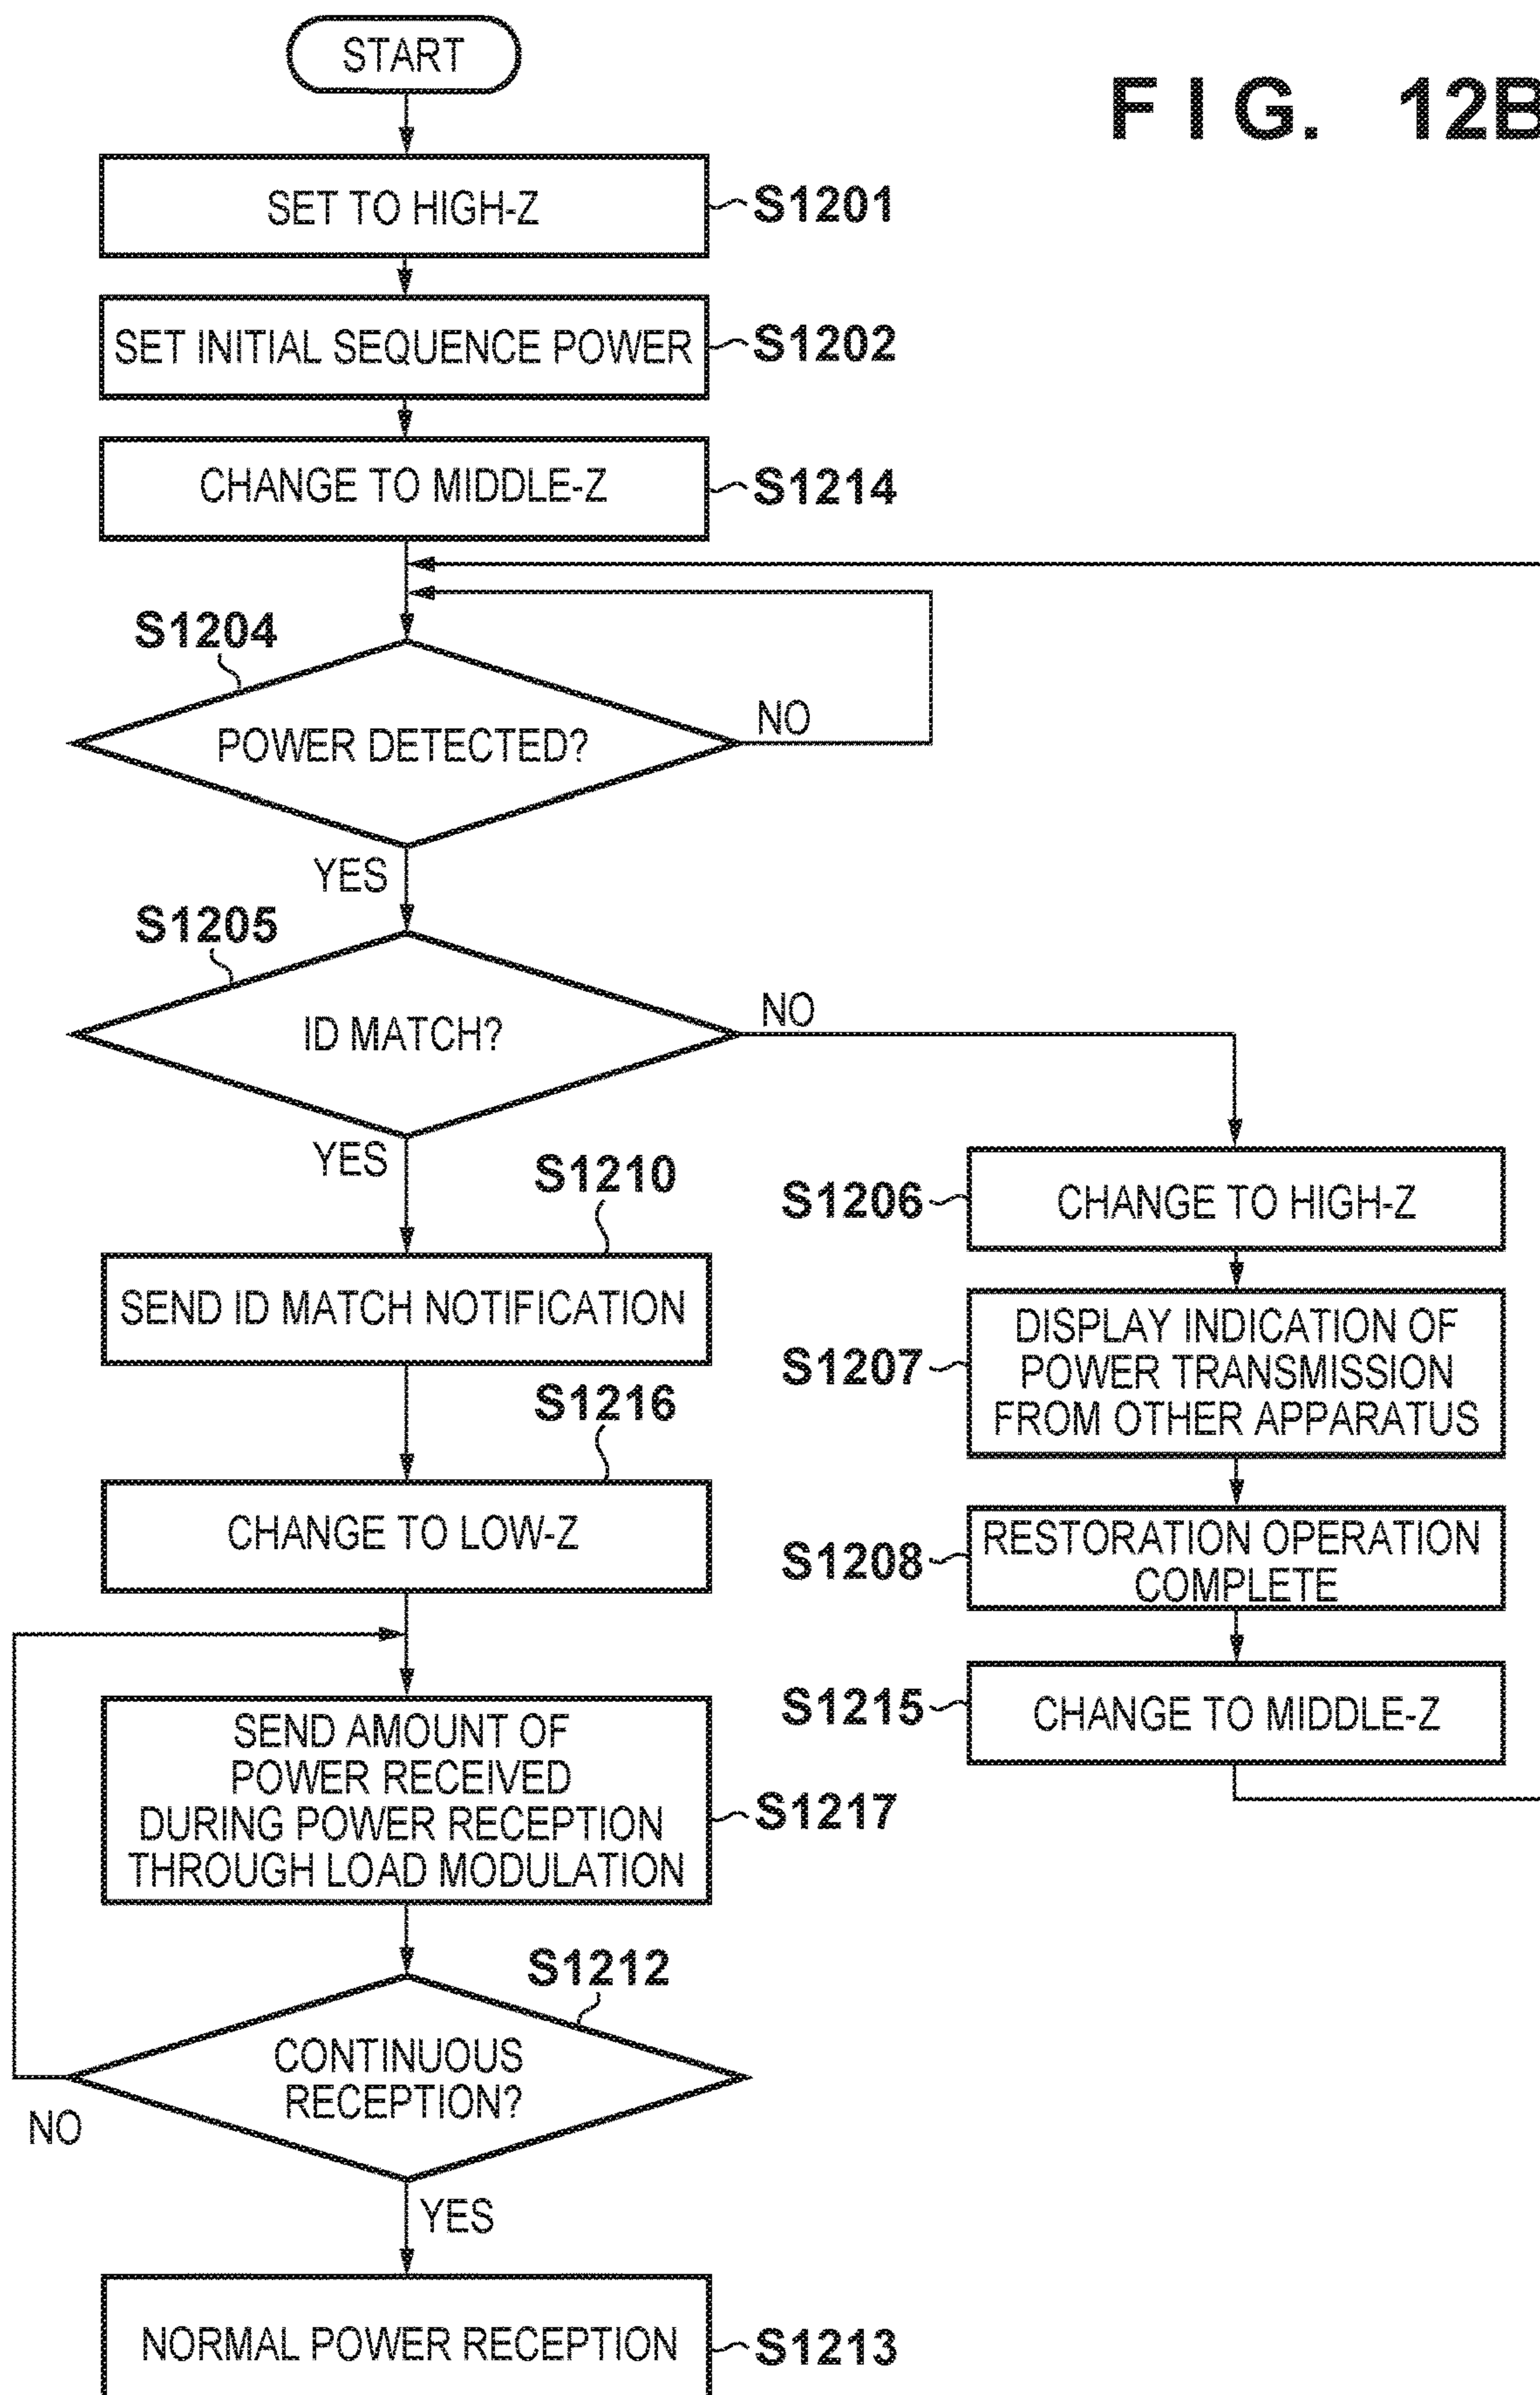 F I G. 12B
START
SET TO HIGH-Z
S1201
SET INITIAL SEQUENCE POWER
S1202
CHANGE TO MIDDLE-Z
S1214
S1204
POWER DETECTED?
NO
YES
S1205
ID MATCH?
NO
YES
S1210
SEND ID MATCH NOTIFICATION
S1216
CHANGE TO LOW-Z
SEND AMOUNT OF
POWER RECEIVED
DURING POWER RECEPTION
THROUGH LOAD MODULATION
S1217
S1212
CONTINUOUS
RECEPTION?
NO
YES
NORMAL POWER RECEPTION
S1213
S1206
CHANGE TO HIGH-Z
S1207
DISPLAY INDICATION OF
POWER TRANSMISSION
FROM OTHER APPARATUS
S1208
RESTORATION OPERATION
COMPLETE
S1215
CHANGE TO MIDDLE-Z